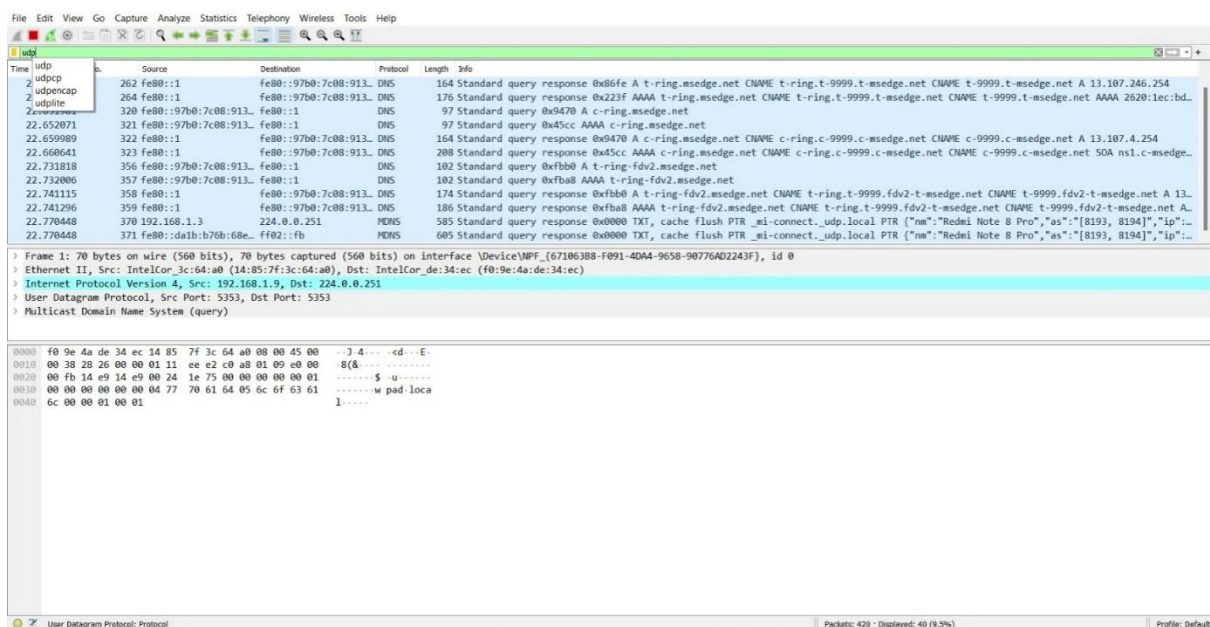 File Edit View Go Capture Analyze Statistics Telephony Wireless Tools Help
udp
Time No. Source Destination Protocol Length Info
udp
udpcp
udpencap
udplite
262 fe80::1 fe80::97b0:7c08:913… DNS 164 Standard query response 0x86fe A t-ring.msedge.net CNAME t-ring.t-9999.t-msedge.net CNAME t-9999.t-msedge.net A 13.107.246.254
264 fe80::1 fe80::97b0:7c08:913… DNS 176 Standard query response 0x223f AAAA t-ring.msedge.net CNAME t-ring.t-9999.t-msedge.net CNAME t-9999.t-msedge.net AAAA 2620:1ec:bd…
320 fe80::97b0:7c08:913… fe80::1 DNS 97 Standard query 0x9470 A c-ring.msedge.net
22.652071 321 fe80::97b0:7c08:913… fe80::1 DNS 97 Standard query 0x45cc AAAA c-ring.msedge.net
22.659989 322 fe80::1 fe80::97b0:7c08:913… DNS 164 Standard query response 0x9470 A c-ring.msedge.net CNAME c-ring.c-9999.c-msedge.net CNAME c-9999.c-msedge.net A 13.107.4.254
22.660641 323 fe80::1 fe80::97b0:7c08:913… DNS 208 Standard query response 0x45cc AAAA c-ring.msedge.net CNAME c-ring.c-9999.c-msedge.net CNAME c-9999.c-msedge.net SOA ns1.c-msedge…
22.731818 356 fe80::97b0:7c08:913… fe80::1 DNS 102 Standard query 0xfbb0 A t-ring-fdv2.msedge.net
22.732006 357 fe80::97b0:7c08:913… fe80::1 DNS 102 Standard query 0xfba8 AAAA t-ring-fdv2.msedge.net
22.741115 358 fe80::1 fe80::97b0:7c08:913… DNS 174 Standard query response 0xfbb0 A t-ring-fdv2.msedge.net CNAME t-ring.t-9999.fdv2-t-msedge.net CNAME t-9999.fdv2-t-msedge.net A 13…
22.741296 359 fe80::1 fe80::97b0:7c08:913… DNS 186 Standard query response 0xfba8 AAAA t-ring-fdv2.msedge.net CNAME t-ring.t-9999.fdv2-t-msedge.net CNAME t-9999.fdv2-t-msedge.net A…
22.770448 370 192.168.1.3 224.0.0.251 MDNS 585 Standard query response 0x0000 TXT, cache flush PTR _mi-connect._udp.local PTR {"nm":"Redmi Note 8 Pro","as":"[8193, 8194]","ip":…
22.770448 371 fe80::da1b:b76b:68e… ff02::fb MDNS 605 Standard query response 0x0000 TXT, cache flush PTR _mi-connect._udp.local PTR {"nm":"Redmi Note 8 Pro","as":"[8193, 8194]","ip":…
> Frame 1: 70 bytes on wire (560 bits), 70 bytes captured (560 bits) on interface \Device\NPF_{671063B8-F091-4DA4-9658-90776AD2243F}, id 0
> Ethernet II, Src: IntelCor_3c:64:a0 (14:85:7f:3c:64:a0), Dst: IntelCor_de:34:ec (f0:9e:4a:de:34:ec)
> Internet Protocol Version 4, Src: 192.168.1.9, Dst: 224.0.0.251
> User Datagram Protocol, Src Port: 5353, Dst Port: 5353
> Multicast Domain Name System (query)
0000 f0 9e 4a de 34 ec 14 85 7f 3c 64 a0 08 00 45 00 ··J·4··· ·<d···E·
0010 00 38 28 26 00 00 01 11 ee e2 c0 a8 01 09 e0 00 ·8(&···· ········
0020 00 fb 14 e9 14 e9 00 24 1e 75 00 00 00 00 00 01 ·······$ ·u······
0030 00 00 00 00 00 00 04 77 70 61 64 05 6c 6f 63 61 ·······w pad·loca
0040 6c 00 00 01 00 01 l·····
User Datagram Protocol: Protocol Packets: 420 · Displayed: 40 (9.5%) Profile: Default